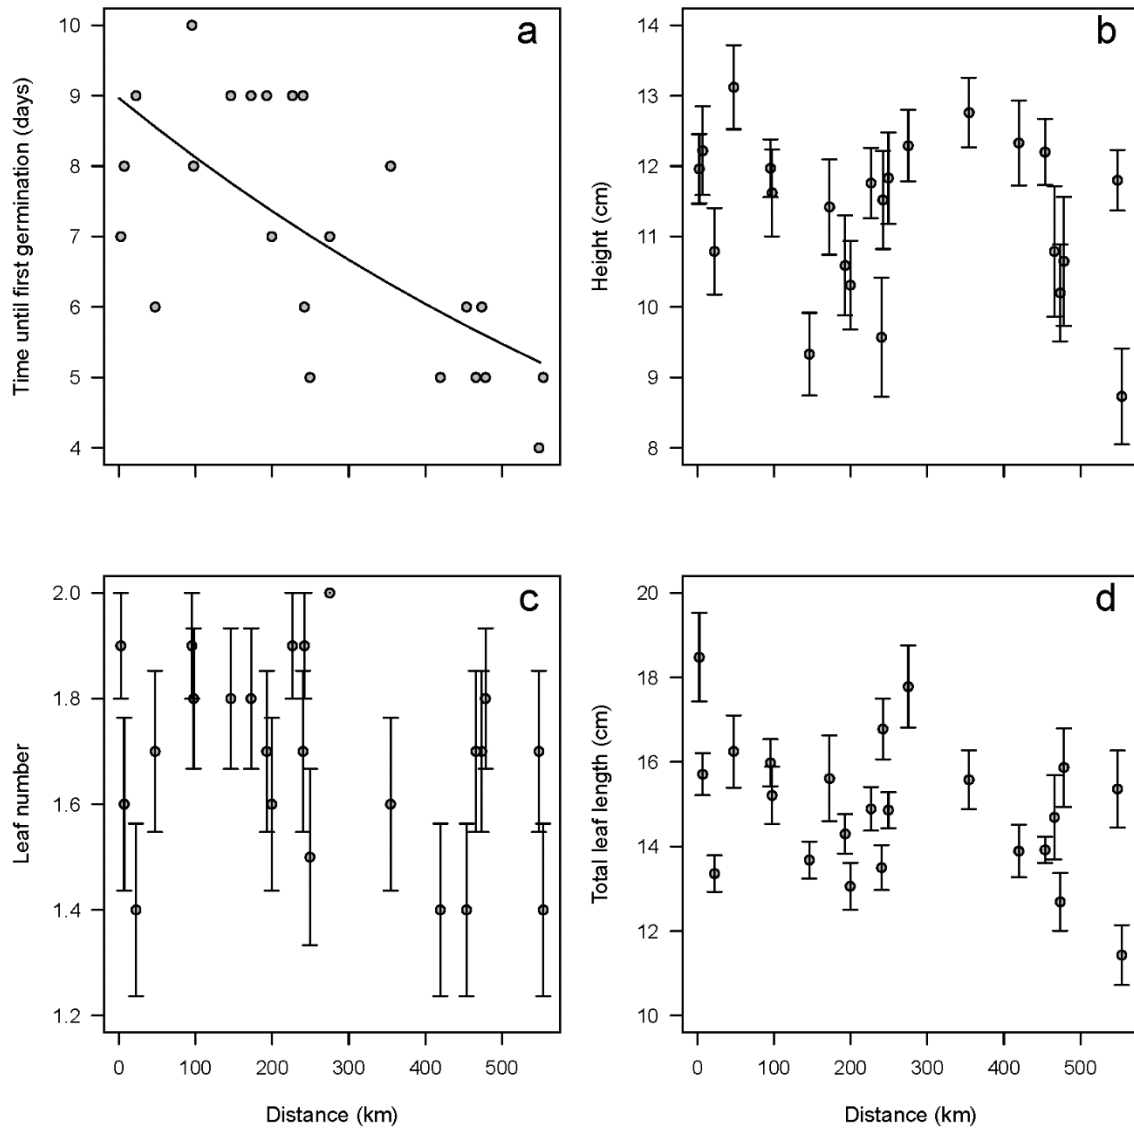 a
10
9
8
7
6
5
4
Time until first germination (days)
b
14
13
12
11
10
9
8
Height (cm)
c
2.0
1.8
1.6
1.4
1.2
Leaf number
0 100 200 300 400 500
Distance (km)
d
20
18
16
14
12
10
Total leaf length (cm)
0 100 200 300 400 500
Distance (km)